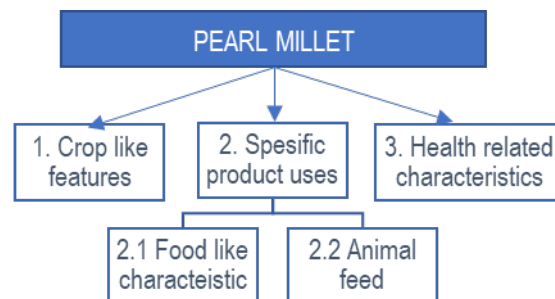 PEARL MILLET
1. Crop like
features
2. Spesific
product uses
3. Health related
characteristics
2.1 Food like
characteistic
2.2 Animal
feed